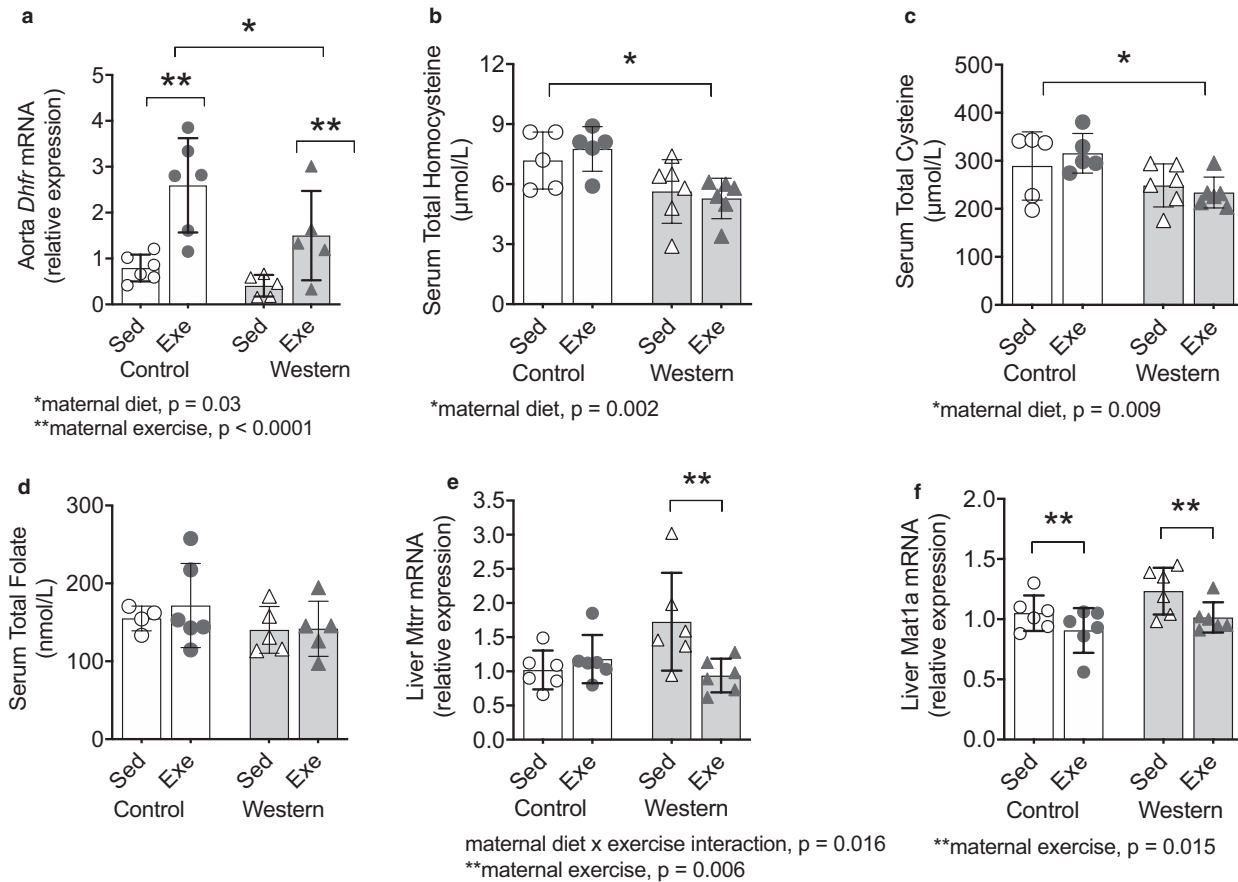 a
*
**
**
Aorta Dhfr mRNA
(relative expression)
5
4
3
2
1
0
Sed
Exe
Sed
Exe
Control
Western
*maternal diet, p = 0.03
**maternal exercise, p < 0.0001
b
*
Serum Total Homocysteine
(μmol/L)
12
9
6
3
0
Sed
Exe
Sed
Exe
Control
Western
*maternal diet, p = 0.002
c
*
Serum Total Cysteine
(μmol/L)
500
400
300
200
100
0
Sed
Exe
Sed
Exe
Control
Western
*maternal diet, p = 0.009
d
Serum Total Folate
(nmol/L)
300
200
100
0
Sed
Exe
Sed
Exe
Control
Western
e
**
Liver Mtrr mRNA
(relative expression)
3.5
3.0
2.5
2.0
1.5
1.0
0.5
0.0
Sed
Exe
Sed
Exe
Control
Western
maternal diet x exercise interaction, p = 0.016
**maternal exercise, p = 0.006
f
**
**
Liver Mat1a mRNA
(relative expression)
2.0
1.5
1.0
0.5
0.0
Sed
Exe
Sed
Exe
Control
Western
**maternal exercise, p = 0.015